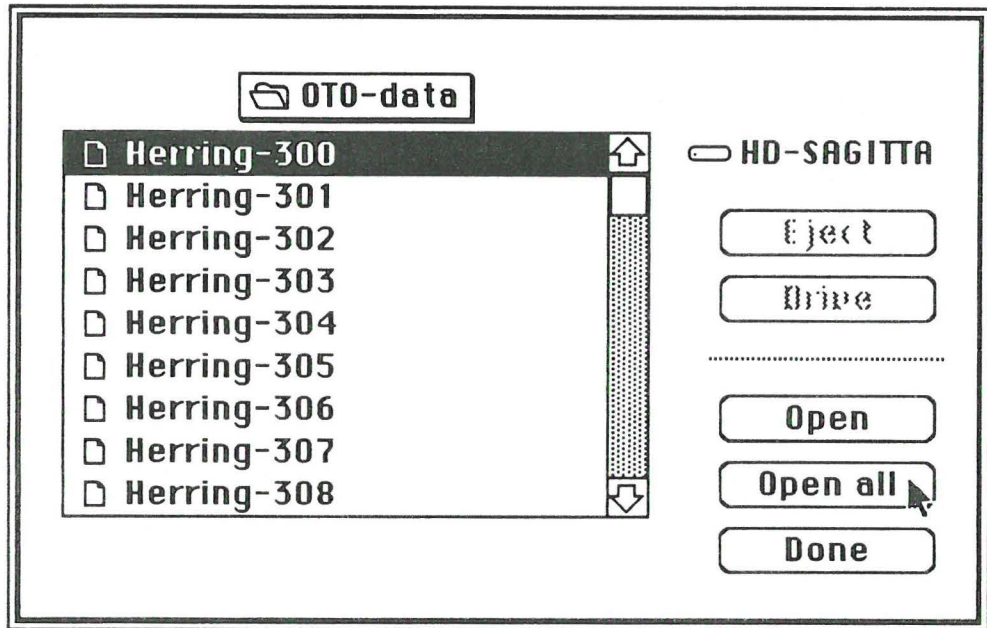 OTO-data
Herring-300
Herring-301
Herring-302
Herring-303
Herring-304
Herring-305
Herring-306
Herring-307
Herring-308
HD-SAGITTA
Eject
Drive
Open
Open all
Done